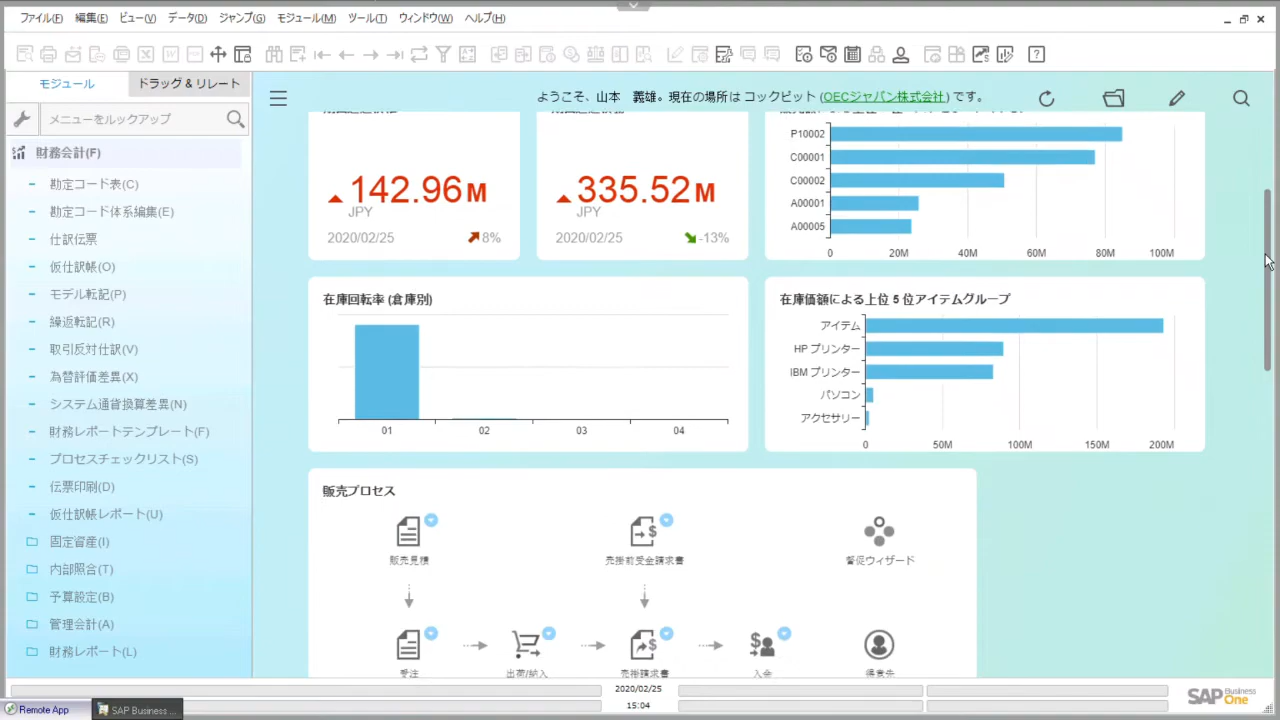 ファイル(F) 編集(E) ビュー(V) データ(D) ジャンプ(G) モジュール(M) ツール(T) ウィンドウ(W) ヘルプ(H)
モジュール ドラッグ & リレート
ようこそ、山本 義雄。現在の場所は コックピット (OECジャパン株式会社) です。
メニューをルックアップ
財務会計(F)
勘定コード表(C)
勘定コード体系編集(E)
仕訳伝票
仮仕訳帳(O)
モデル転記(P)
繰返転記(R)
取引反対仕訳(V)
為替評価差異(X)
システム通貨換算差異(N)
財務レポートテンプレート(F)
プロセスチェックリスト(S)
伝票印刷(D)
仮仕訳帳レポート(U)
固定資産(I)
内部照合(T)
予算設定(B)
管理会計(A)
財務レポート(L)
142.96 M
JPY
2020/02/25 8%
335.52 M
JPY
2020/02/25 -13%
P10002
C00001
C00002
A00001
A00005
0 20M 40M 60M 80M 100M
在庫回転率 (倉庫別)
01 02 03 04
在庫価額による上位 5 位アイテムグループ
アイテム
HP プリンター
IBM プリンター
パソコン
アクセサリー
0 50M 100M 150M 200M
販売プロセス
販売見積 売掛前受金請求書 督促ウィザード
受注 出荷/納入 売掛請求書 入金 得意先
2020/02/25
15:04
SAP Business One
Remote App SAP Business ...